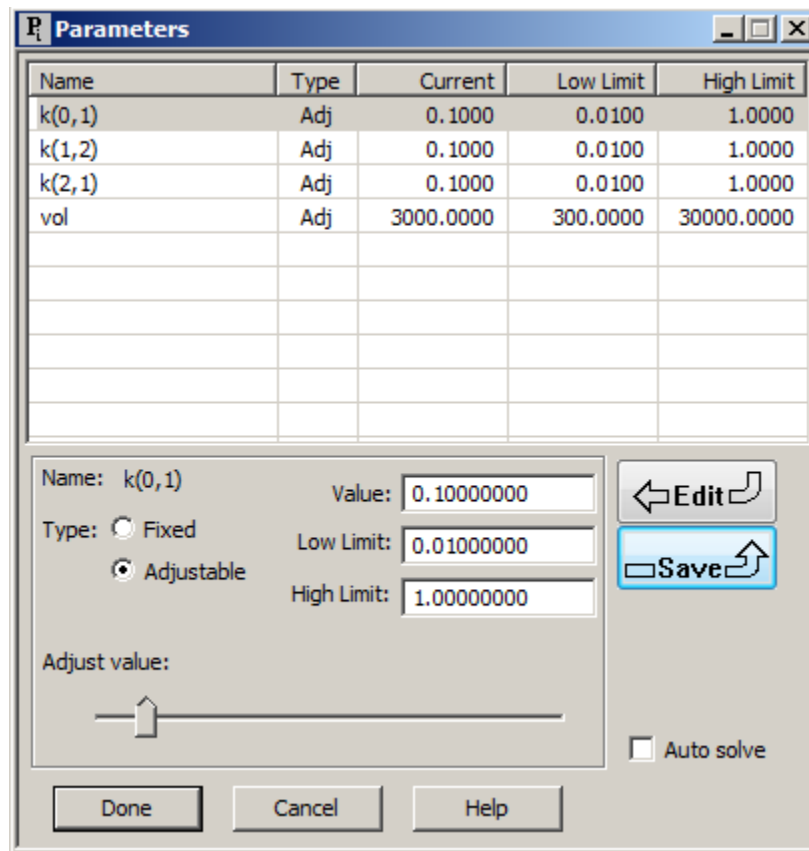 Pi Parameters
Name Type Current Low Limit High Limit
k(0,1) Adj 0.1000 0.0100 1.0000
k(1,2) Adj 0.1000 0.0100 1.0000
k(2,1) Adj 0.1000 0.0100 1.0000
vol Adj 3000.0000 300.0000 30000.0000
Name: k(0,1) Value: 0.10000000 Edit
Type: Fixed Low Limit: 0.01000000 Save
Adjustable High Limit: 1.00000000
Adjust value:
Auto solve
Done Cancel Help